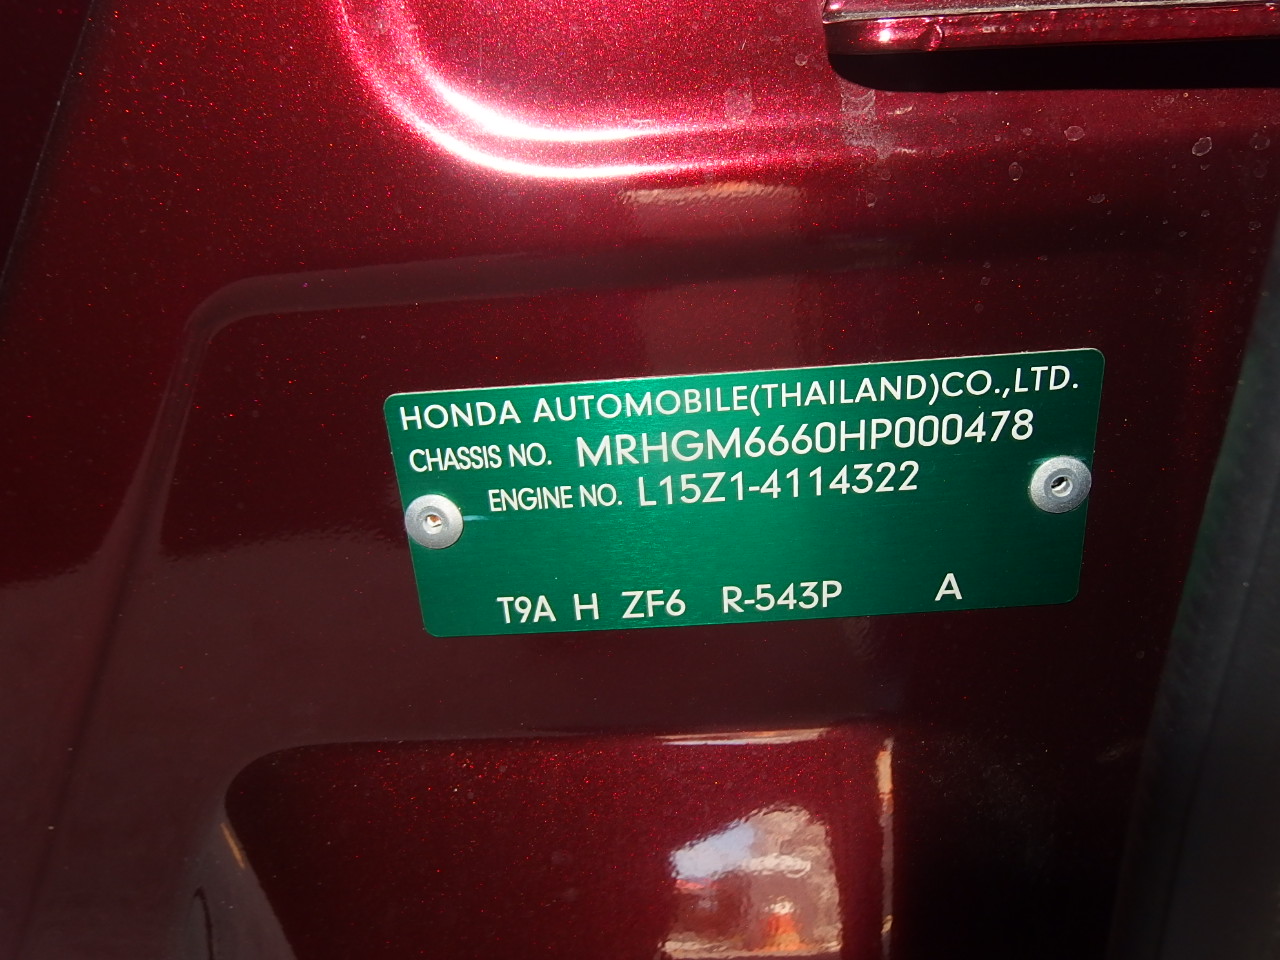 HONDA AUTOMOBILE(THAILAND)CO.,LTD.
CHASSIS NO. MRHGM6660HP000478
ENGINE NO. L15Z1-4114322
T9A H ZF6 R-543P A